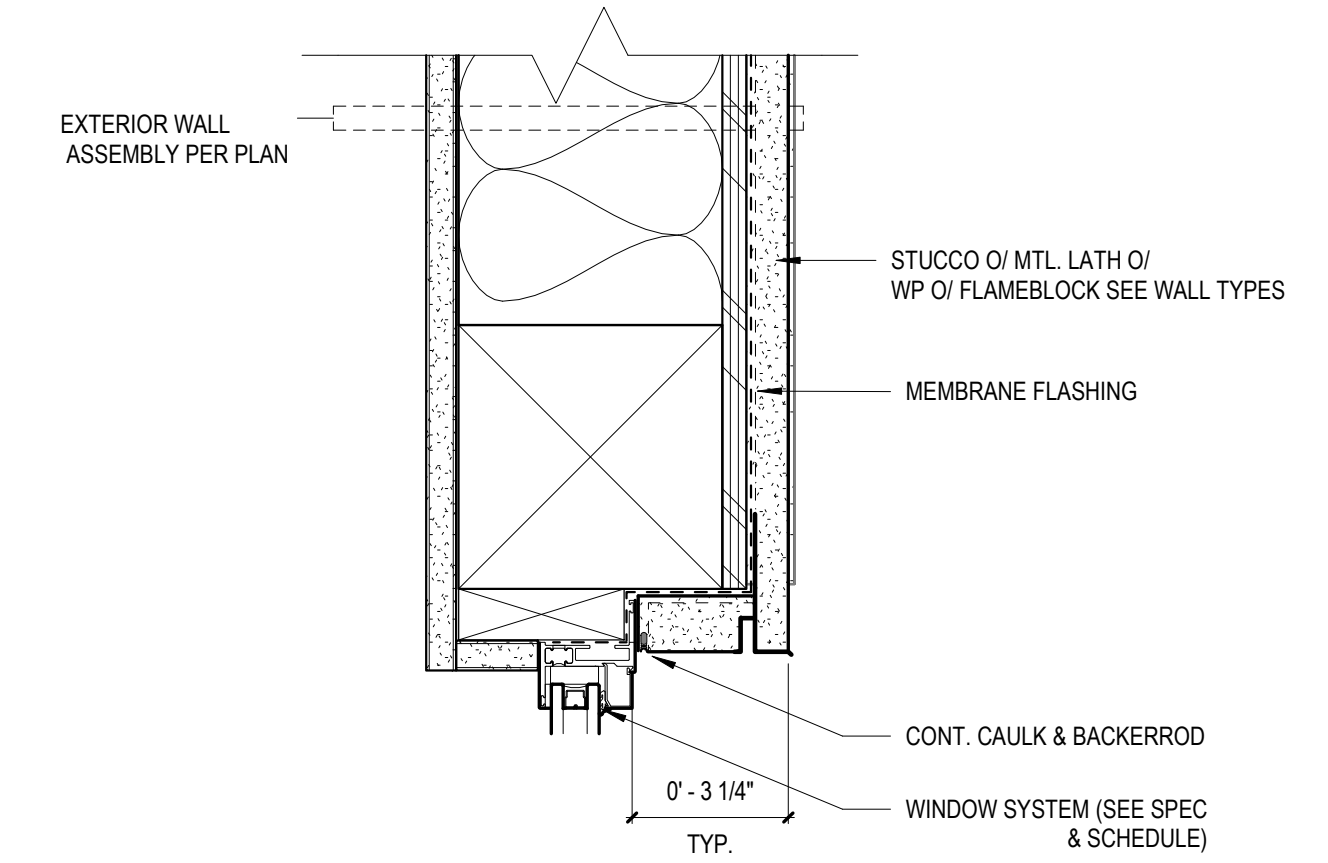 EXTERIOR WALL
ASSEMBLY PER PLAN
STUCCO O/ MTL. LATH O/
WP O/ FLAMEBLOCK SEE WALL TYPES
MEMBRANE FLASHING
CONT. CAULK & BACKERROD
0' - 3 1/4"
TYP.
WINDOW SYSTEM (SEE SPEC
& SCHEDULE)